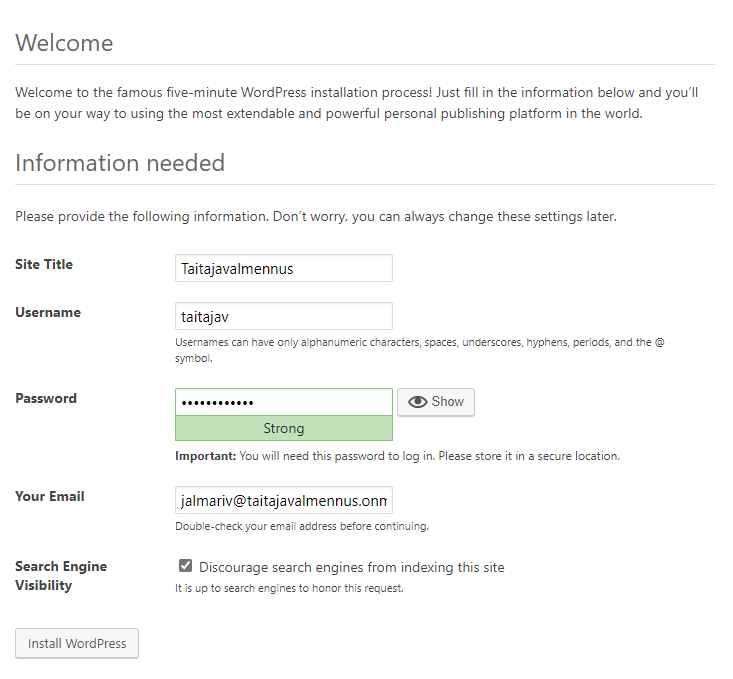 Welcome
Welcome to the famous five-minute WordPress installation process! Just fill in the information below and you’ll
be on your way to using the most extendable and powerful personal publishing platform in the world.
Information needed
Please provide the following information. Don’t worry, you can always change these settings later.
Site Title
Taitajavalmennus
Username
taitajav
Usernames can have only alphanumeric characters, spaces, underscores, hyphens, periods, and the @
symbol.
Password
••••••••••••
Show
Strong
Important: You will need this password to log in. Please store it in a secure location.
Your Email
jalmariv@taitajavalmennus.onm
Double-check your email address before continuing.
Search Engine
Visibility
Discourage search engines from indexing this site
It is up to search engines to honor this request.
Install WordPress